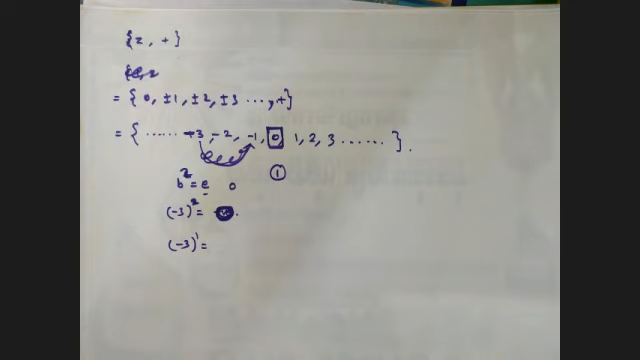 {z, +}
= {0, ±1, ±2, ±3 ...., +}
= {...... -3, -2, -1, 0 1, 2, 3 ...... }.
1
b² = e 0
(-3)² = .
(-3)¹ =